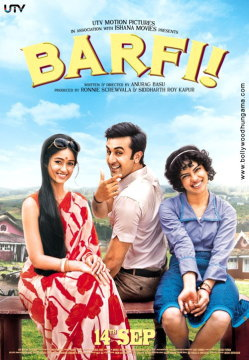 UTV
UTV MOTION PICTURES
IN ASSOCIATION WITH ISHANA MOVIES PRESENTS
BARFI!
WRITTEN & DIRECTED BY ANURAG BASU
PRODUCED BY RONNIE SCREWVALA & SIDDHARTH ROY KAPUR
www.bollywoodhungama.com
14TH SEP